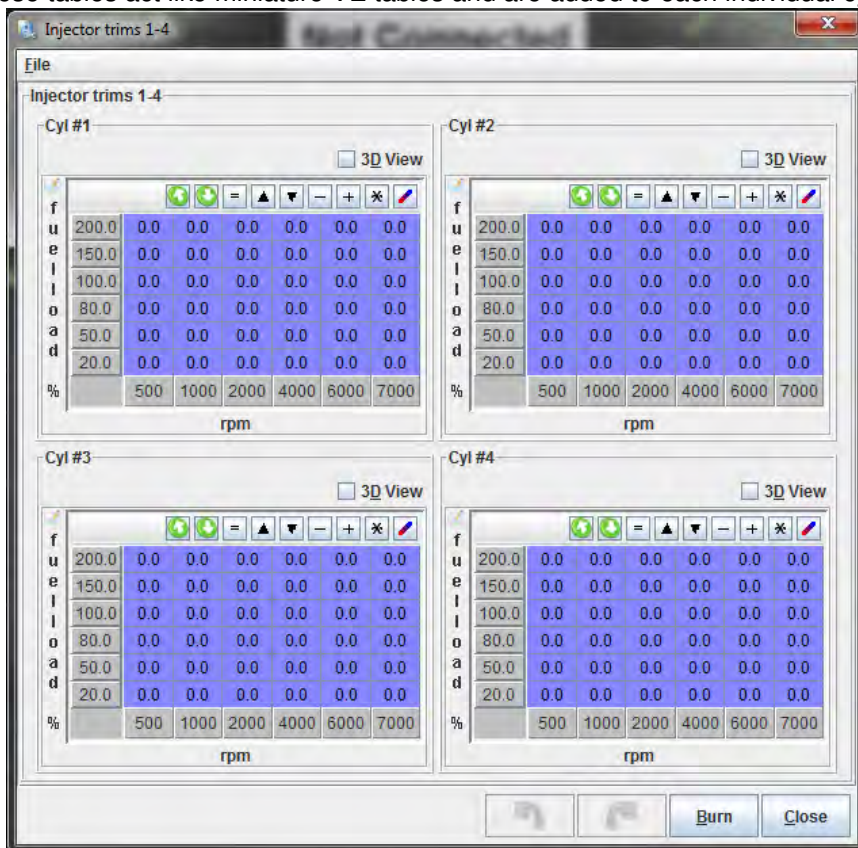 tables act like miniature VE tables and are added to each individual
Not Connected
Injector trims 1-4
File
Injector trims 1-4
Cyl #1
3D View
= − + *
fuelload
200.0 0.0 0.0 0.0 0.0 0.0 0.0
150.0 0.0 0.0 0.0 0.0 0.0 0.0
100.0 0.0 0.0 0.0 0.0 0.0 0.0
80.0 0.0 0.0 0.0 0.0 0.0 0.0
50.0 0.0 0.0 0.0 0.0 0.0 0.0
20.0 0.0 0.0 0.0 0.0 0.0 0.0
% 500 1000 2000 4000 6000 7000
rpm
Cyl #2
3D View
= − + *
fuelload
200.0 0.0 0.0 0.0 0.0 0.0 0.0
150.0 0.0 0.0 0.0 0.0 0.0 0.0
100.0 0.0 0.0 0.0 0.0 0.0 0.0
80.0 0.0 0.0 0.0 0.0 0.0 0.0
50.0 0.0 0.0 0.0 0.0 0.0 0.0
20.0 0.0 0.0 0.0 0.0 0.0 0.0
% 500 1000 2000 4000 6000 7000
rpm
Cyl #3
3D View
= − + *
fuelload
200.0 0.0 0.0 0.0 0.0 0.0 0.0
150.0 0.0 0.0 0.0 0.0 0.0 0.0
100.0 0.0 0.0 0.0 0.0 0.0 0.0
80.0 0.0 0.0 0.0 0.0 0.0 0.0
50.0 0.0 0.0 0.0 0.0 0.0 0.0
20.0 0.0 0.0 0.0 0.0 0.0 0.0
% 500 1000 2000 4000 6000 7000
rpm
Cyl #4
3D View
= − + *
fuelload
200.0 0.0 0.0 0.0 0.0 0.0 0.0
150.0 0.0 0.0 0.0 0.0 0.0 0.0
100.0 0.0 0.0 0.0 0.0 0.0 0.0
80.0 0.0 0.0 0.0 0.0 0.0 0.0
50.0 0.0 0.0 0.0 0.0 0.0 0.0
20.0 0.0 0.0 0.0 0.0 0.0 0.0
% 500 1000 2000 4000 6000 7000
rpm
Burn
Close